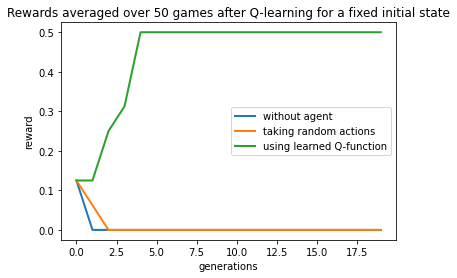 Rewards averaged over 50 games after Q-learning for a fixed initial state
0.5
0.4
0.3
0.2
0.1
0.0
reward
without agent
taking random actions
using learned Q-function
0.0 2.5 5.0 7.5 10.0 12.5 15.0 17.5
generations